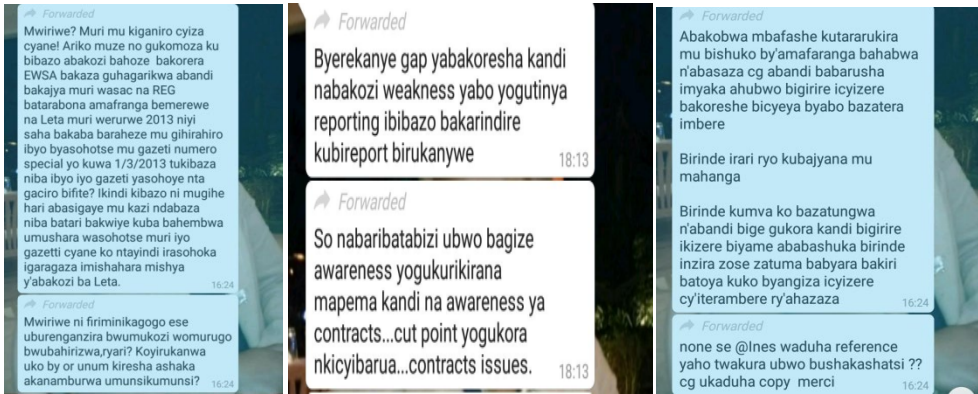 Forwarded
Mwiriwe? Muri mu kiganiro cyiza
cyane! Ariko muze no gukomoza ku
bibazo abakozi bahoze bakorera
EWSA bakaza guhagarikwa abandi
bakajya muri wasac na REG
batarabona amafranga bemerewe
na Leta muri werurwe 2013 niyi
saha bakaba baraheze mu gihirahiro
ibyo byasohotse mu gazeti numero
special yo kuwa 1/3/2013 tukibaza
niba ibyo iyo gazeti yasohoye nta
gaciro bifite? Ikindi kibazo ni mugihe
hari abasigaye mu kazi ndabaza
niba batari bakwiye kuba bahembwa
umushara wasohotse muri iyo
gazetti cyane ko ntayindi irasohoka
igaragaza imishahara mishya
y'abakozi ba Leta.
16:24
Forwarded
Mwiriwe ni firiminikagogo ese
uburenganzira bwumukozi womurugo
bwubahirizwa,ryari? Koyirukanwa
uko by or unum kiresha ashaka
akanamburwa umunsikumunsi?
16:24
Forwarded
Byerekanye gap yabakoresha kandi
nabakozi weakness yabo yogutinya
reporting ibibazo bakarindire
kubireport birukanywe
18:13
Forwarded
So nabaribatabizi ubwo bagize
awareness yogukurikirana
mapema kandi na awareness ya
contracts...cut point yogukora
nkicyibarua...contracts issues.
18:13
Forwarded
Abakobwa mbafashe kutararukira
mu bishuko by'amafaranga bahabwa
n'abasaza cg abandi babarusha
imyaka ahubwo bigirire icyizere
bakoreshe bicyeya byabo bazatera
imbere
Birinde irari ryo kubajyana mu
mahanga
Birinde kumva ko bazatungwa
n'abandi bige gukora kandi bigirire
ikizere biyame ababashuka birinde
inzira zose zatuma babyara bakiri
batoya kuko byangiza icyizere
cy'iterambere ry'ahazaza
16:24
Forwarded
none se @Ines waduha reference
yaho twakura ubwo bushakashatsi ??
cg ukaduha copy merci
16:24